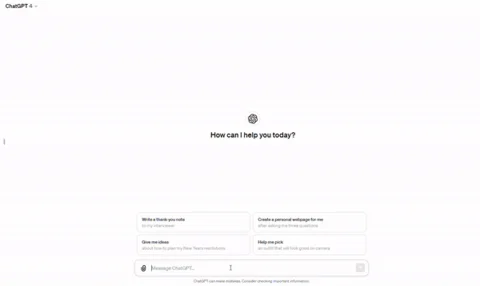 ChatGPT 4
How can I help you today?
Write a thank you note
to my interviewer
Create a personal webpage for me
after asking me three questions
Give me ideas
about how to plan my New Years resolutions
Help me pick
an outfit that will look good on camera
Message ChatGPT...
ChatGPT can make mistakes. Consider checking important information.